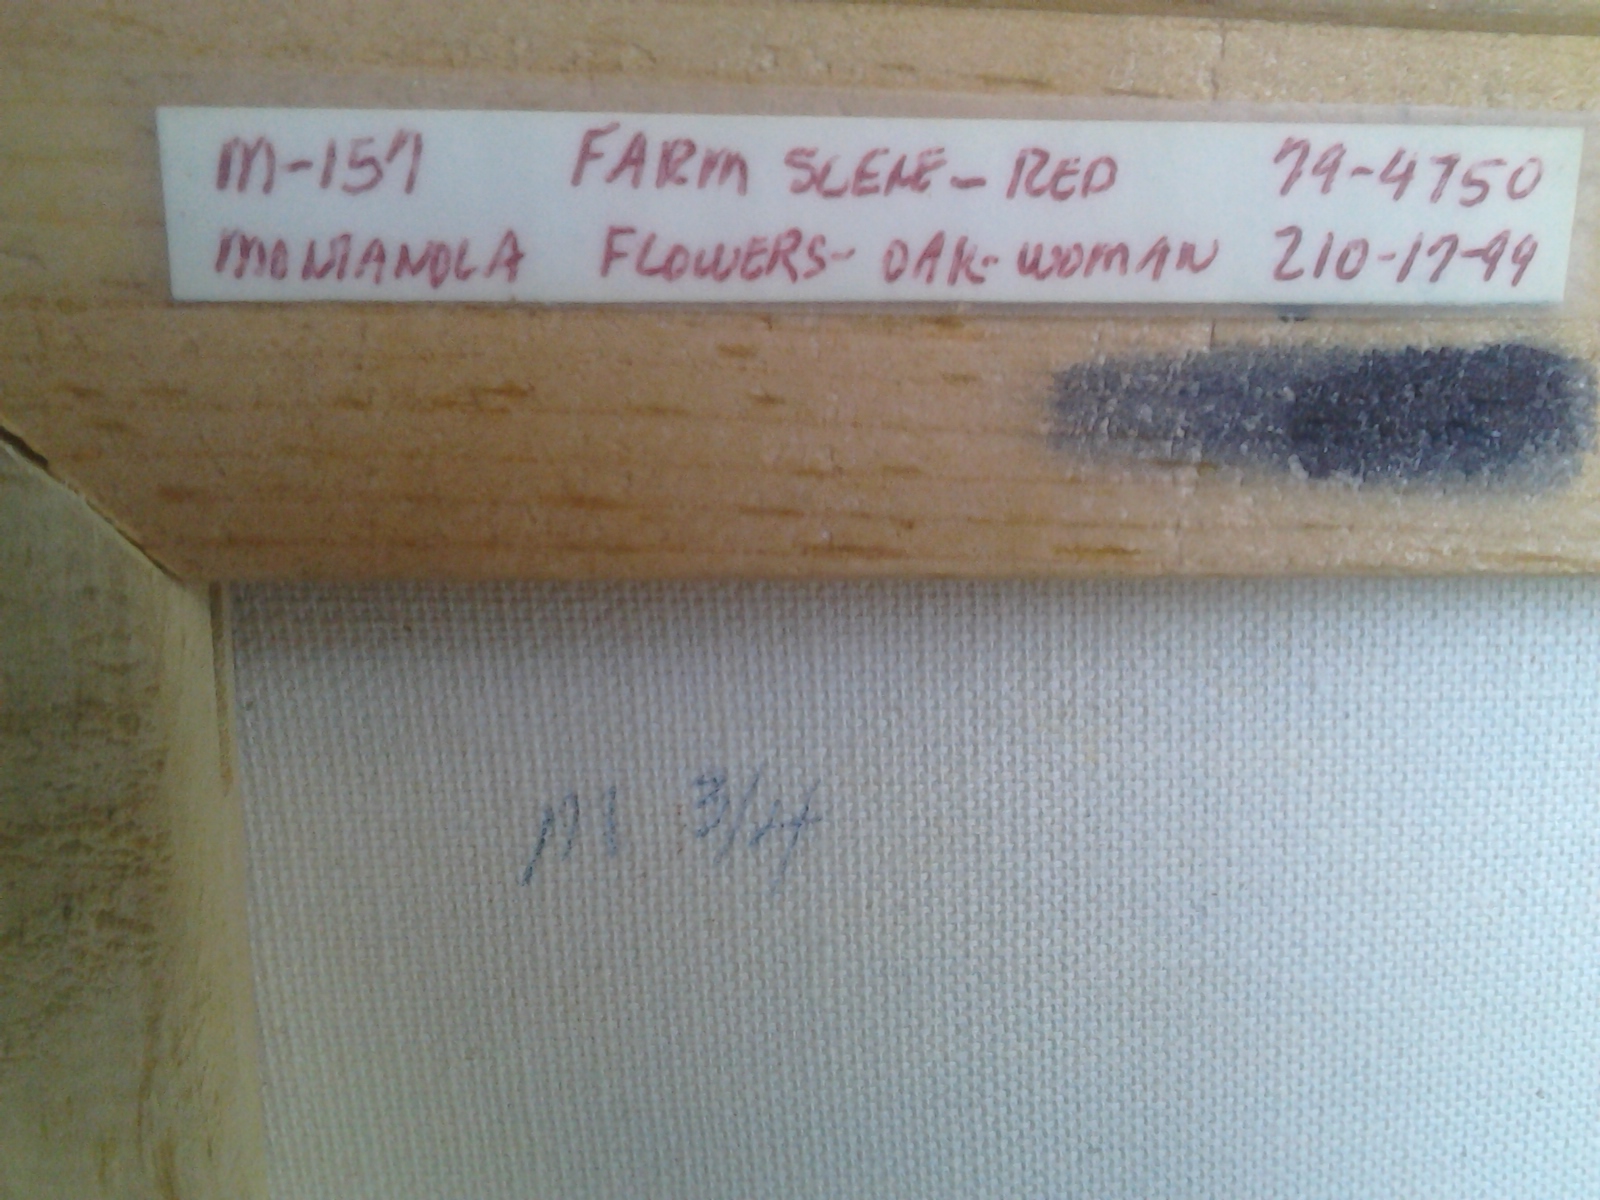 M-157 FARM SCENE-RED 79-4750
MONTANOLA FLOWERS-OAK-WOMAN 210-17-99
M 3/4